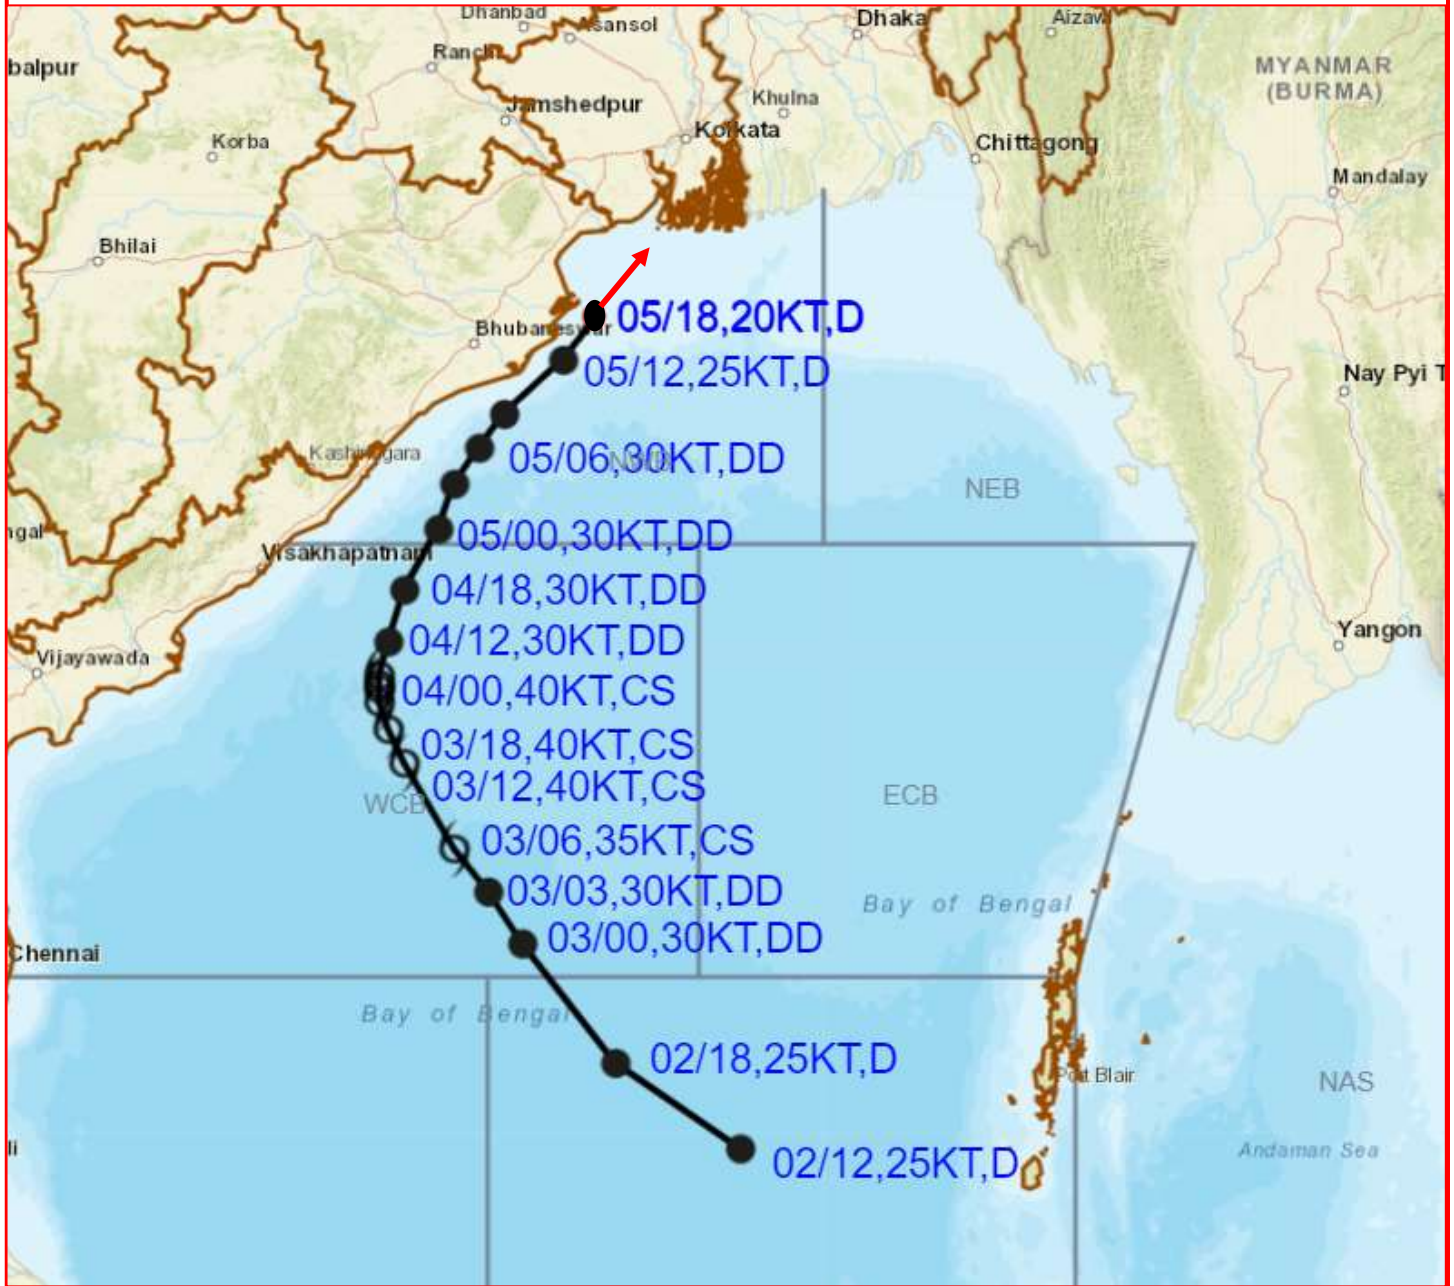 Dhanbad
Asansol
Dhaka
Aizawl
Ranchi
balpur
MYANMAR
(BURMA)
Jamshedpur
Khulna
Kolkata
Korba
Chittagong
Mandalay
Bhilai
05/18,20KT,D
Bhubaneswar
05/12,25KT,D
Nay Pyi T
Kashinagara
05/06,30KT,DD
NWB
NEB
ngal
05/00,30KT,DD
Visakhapatnam
04/18,30KT,DD
04/12,30KT,DD
Yangon
Vijayawada
04/00,40KT,CS
03/18,40KT,CS
03/12,40KT,CS
WCB
ECB
03/06,35KT,CS
03/03,30KT,DD
Bay of Bengal
03/00,30KT,DD
Chennai
Bay of Bengal
02/18,25KT,D
Port Blair
NAS
li
Andaman Sea
02/12,25KT,D